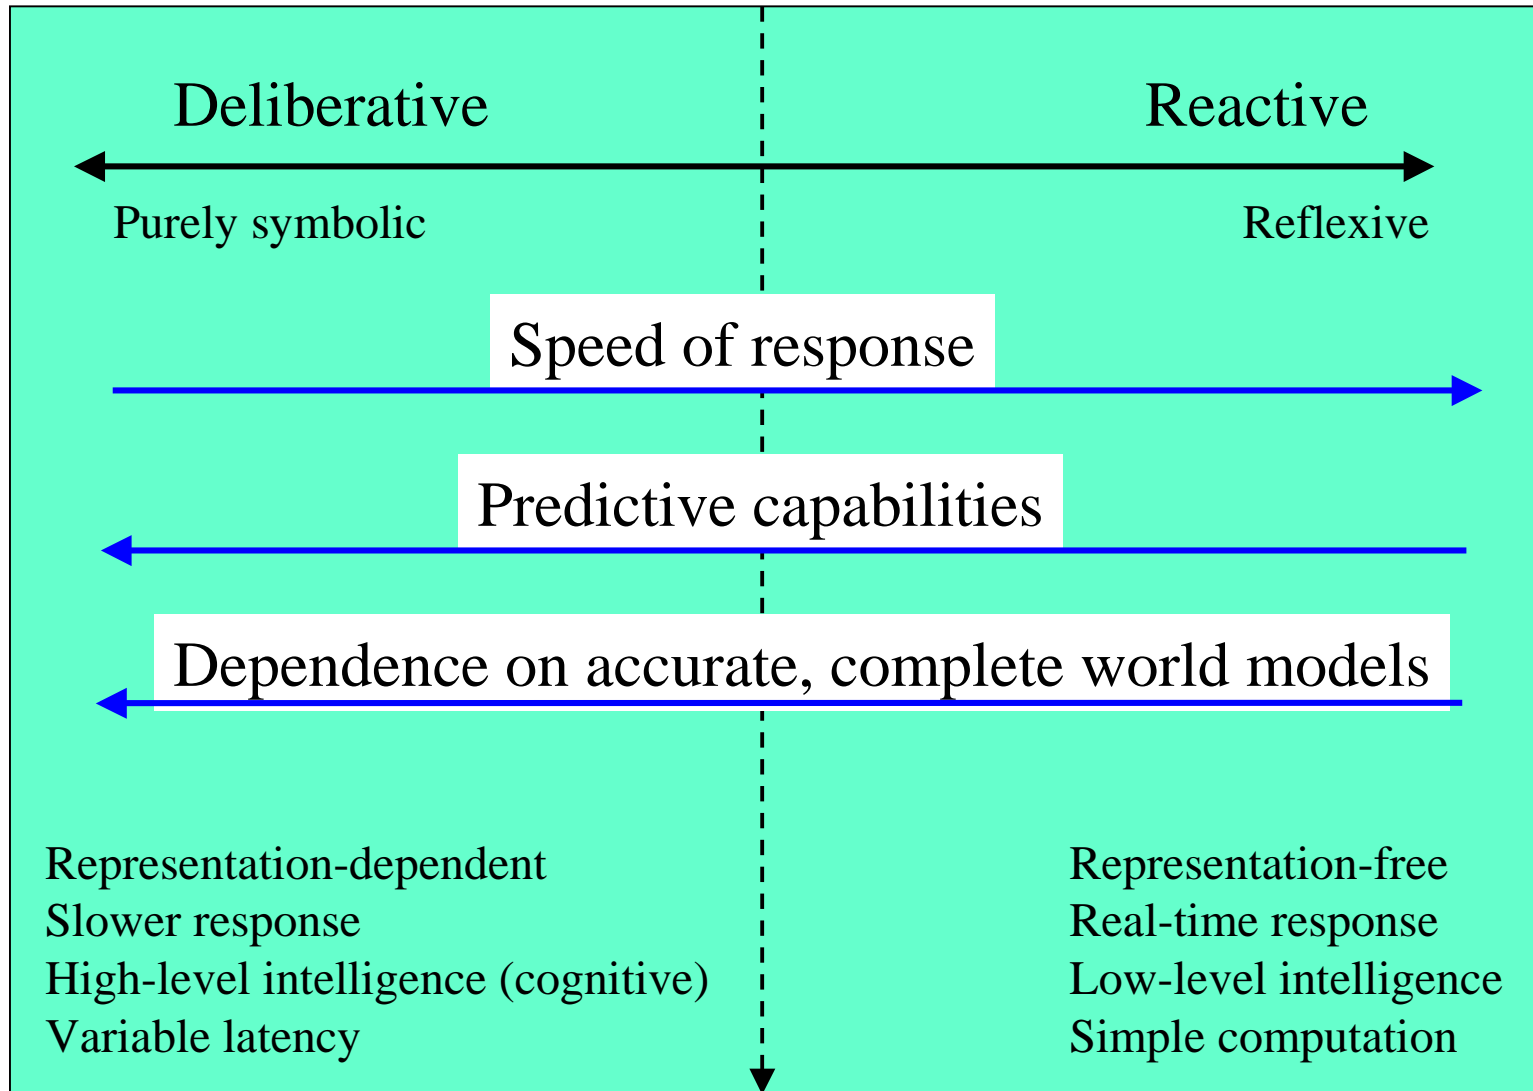 Deliberative
Reactive
Purely symbolic
Reflexive
Speed of response
Predictive capabilities
Dependence on accurate, complete world models
Representation-dependent
Slower response
High-level intelligence (cognitive)
Variable latency
Representation-free
Real-time response
Low-level intelligence
Simple computation